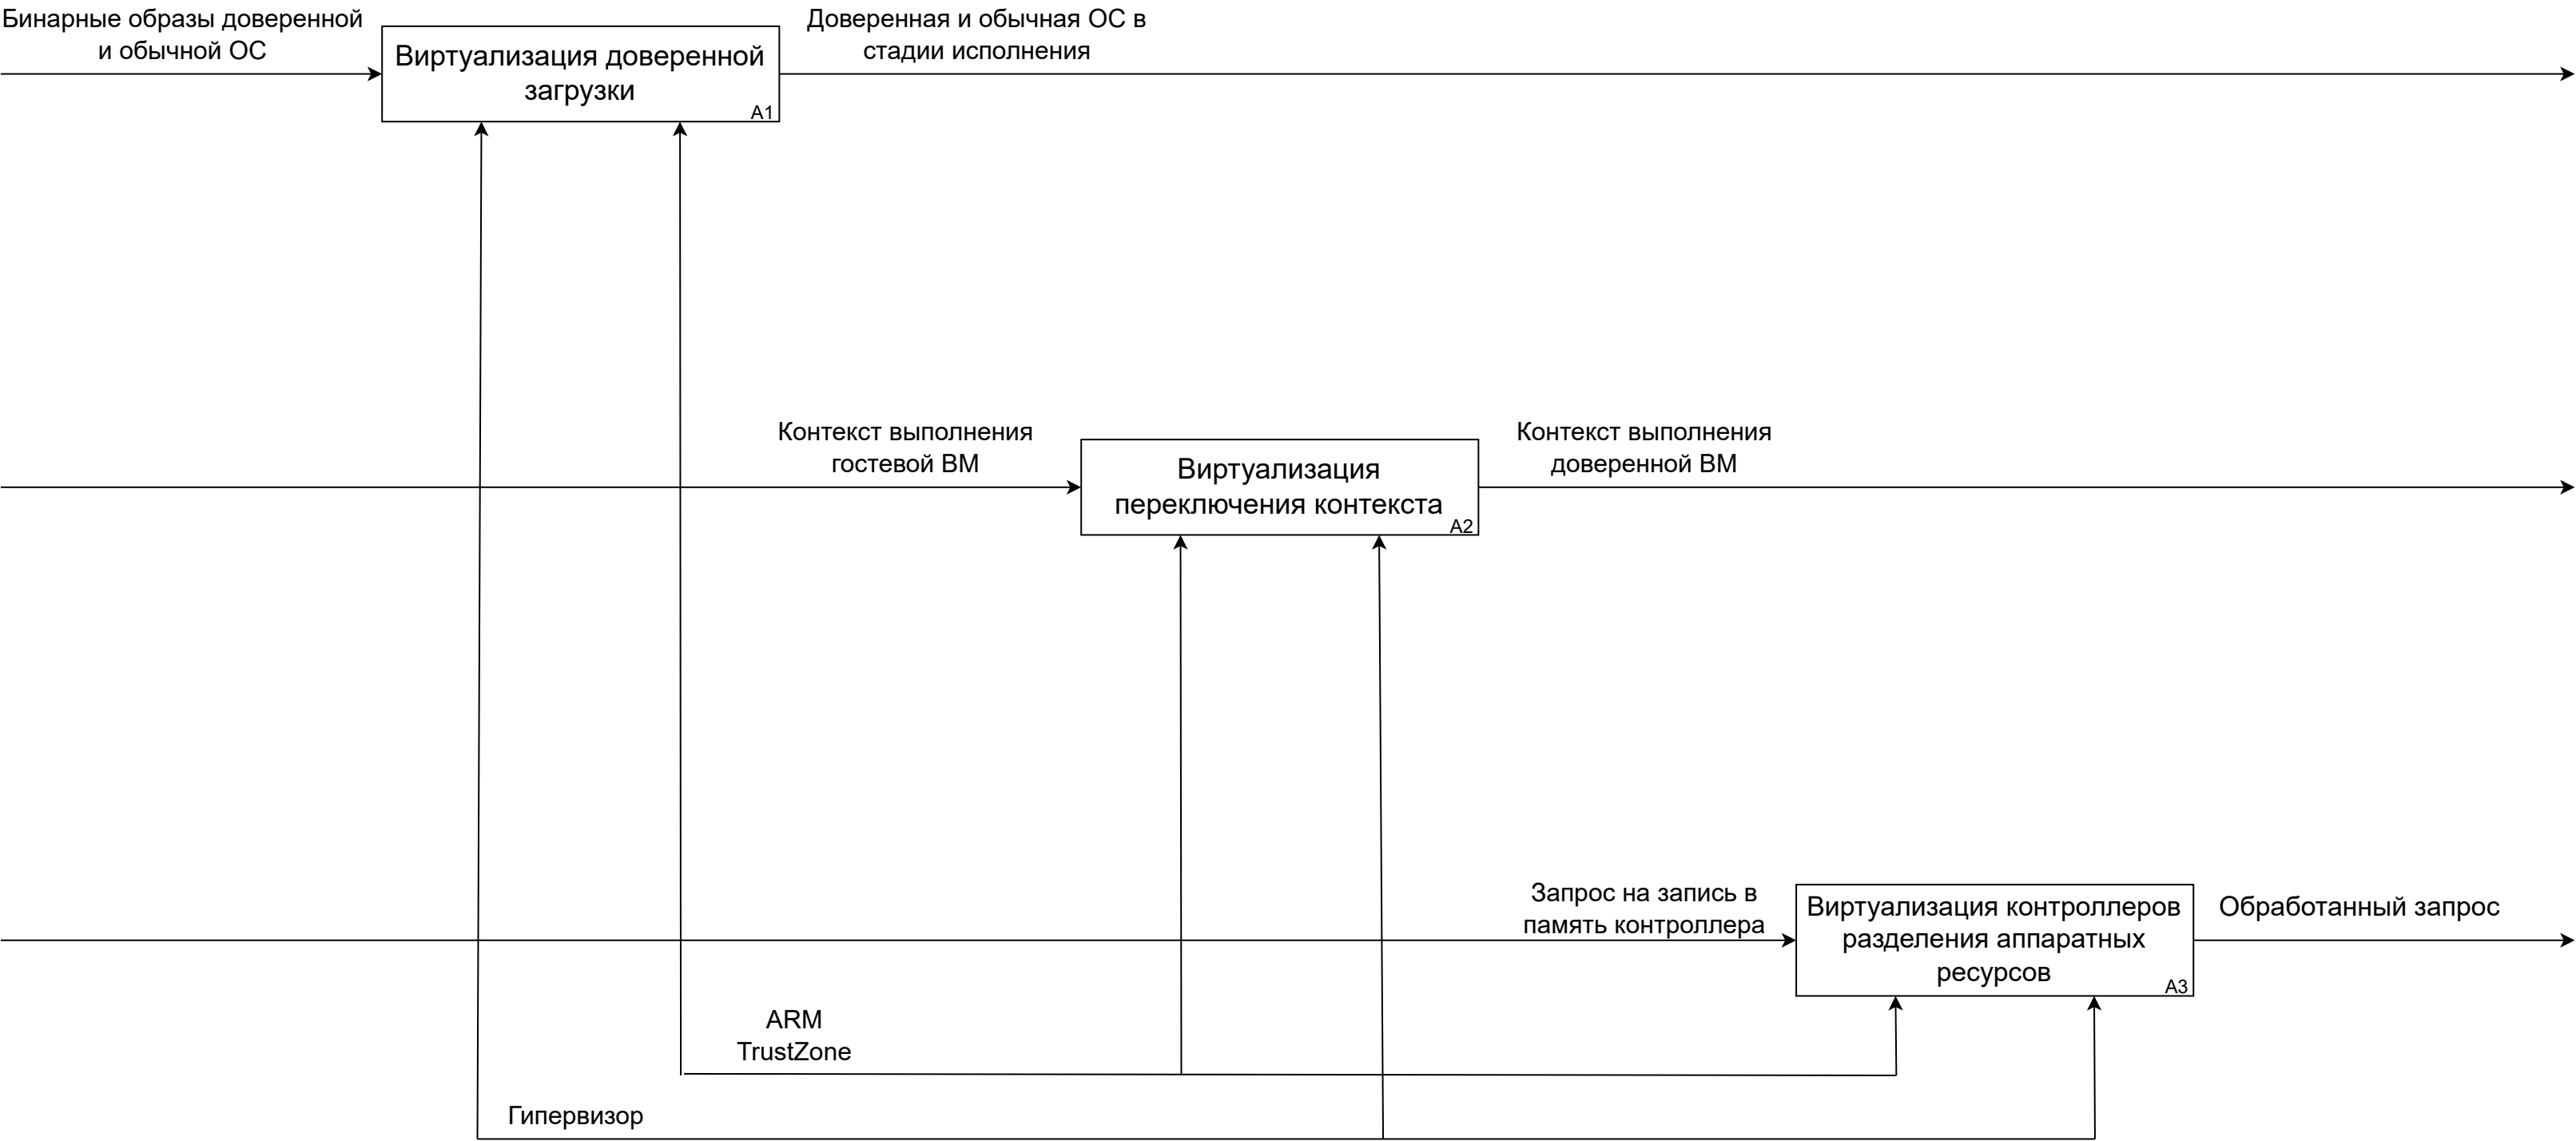 Бинарные образы доверенной
и обычной ОС
Виртуализация доверенной
загрузки
A1
Доверенная и обычная ОС в
стадии исполнения
Контекст выполнения
гостевой ВМ
Виртуализация
переключения контекста
A2
Контекст выполнения
доверенной ВМ
Запрос на запись в
память контроллера
Виртуализация контроллеров
разделения аппаратных
ресурсов
A3
Обработанный запрос
ARM
TrustZone
Гипервизор